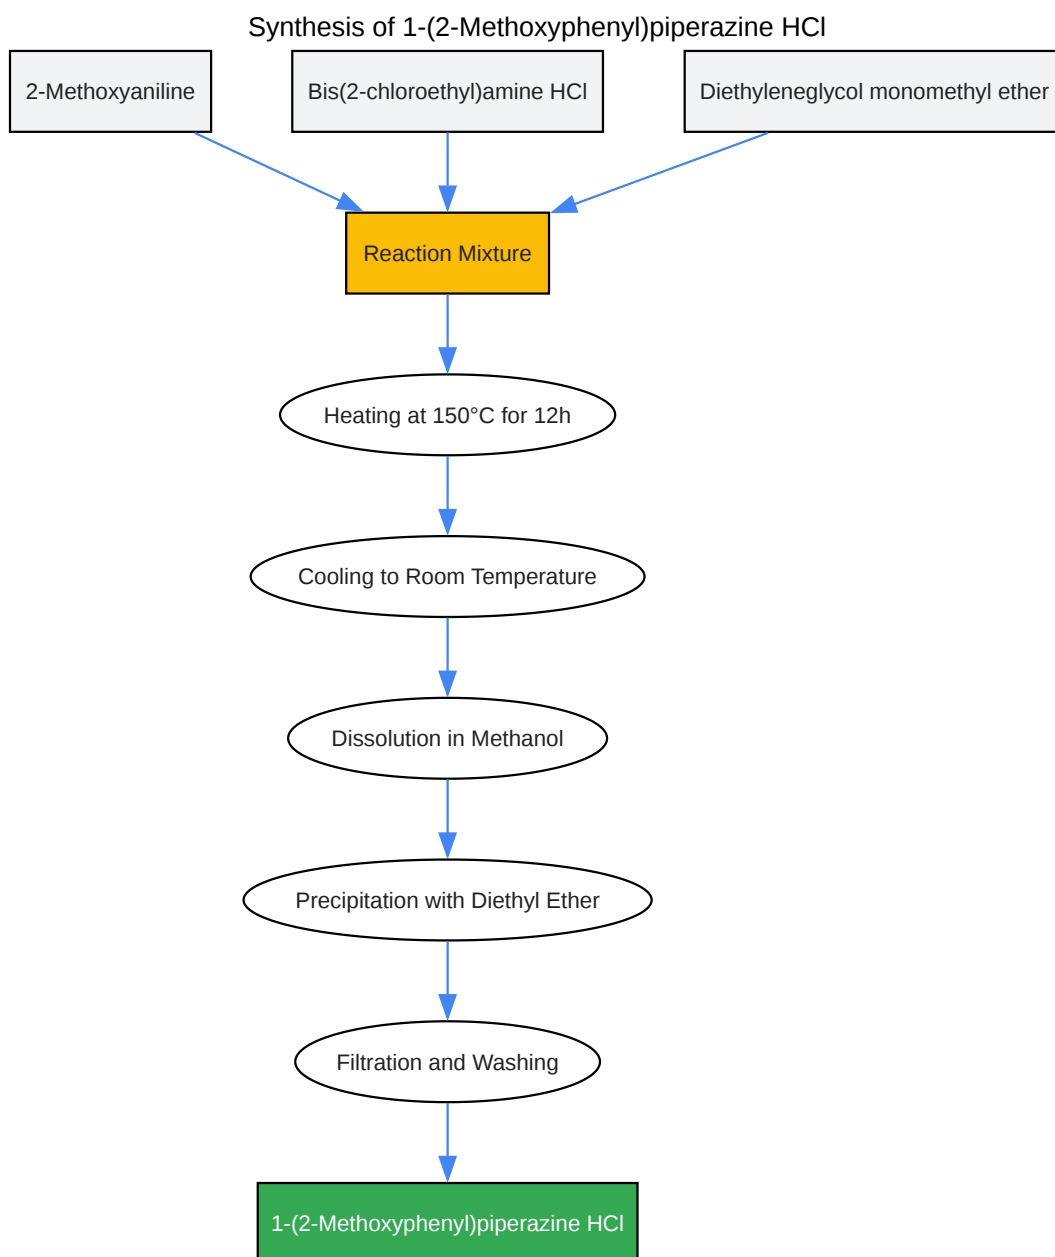 Synthesis of 1-(2-Methoxyphenyl)piperazine HCl
2-Methoxyaniline
Bis(2-chloroethyl)amine HCl
Diethyleneglycol monomethyl ether
Reaction Mixture
Heating at 150°C for 12h
Cooling to Room Temperature
Dissolution in Methanol
Precipitation with Diethyl Ether
Filtration and Washing
1-(2-Methoxyphenyl)piperazine HCl